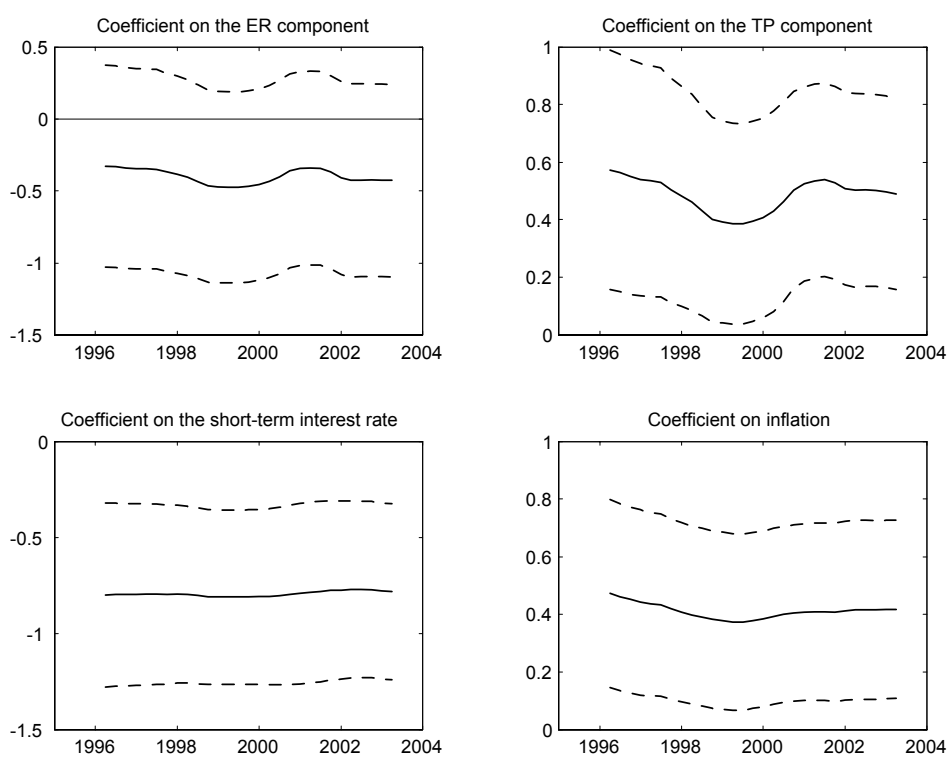 Coefficient on the ER component
0.5
0
-0.5
-1
-1.5
1996 1998 2000 2002 2004
Coefficient on the TP component
1
0.8
0.6
0.4
0.2
0
1996 1998 2000 2002 2004
Coefficient on the short-term interest rate
0
-0.5
-1
-1.5
1996 1998 2000 2002 2004
Coefficient on inflation
1
0.8
0.6
0.4
0.2
0
1996 1998 2000 2002 2004